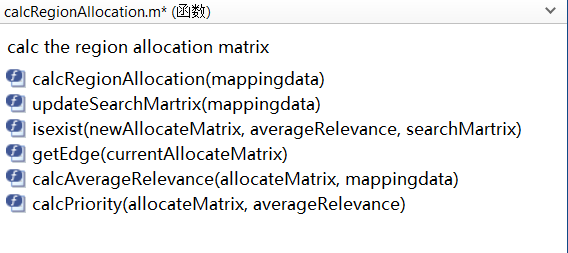 calcRegionAllocation.m* (函数)
calc the region allocation matrix
calcRegionAllocation(mappingdata)
updateSearchMartrix(mappingdata)
isexist(newAllocateMatrix, averageRelevance, searchMartrix)
getEdge(currentAllocateMatrix)
calcAverageRelevance(allocateMatrix, mappingdata)
calcPriority(allocateMatrix, averageRelevance)